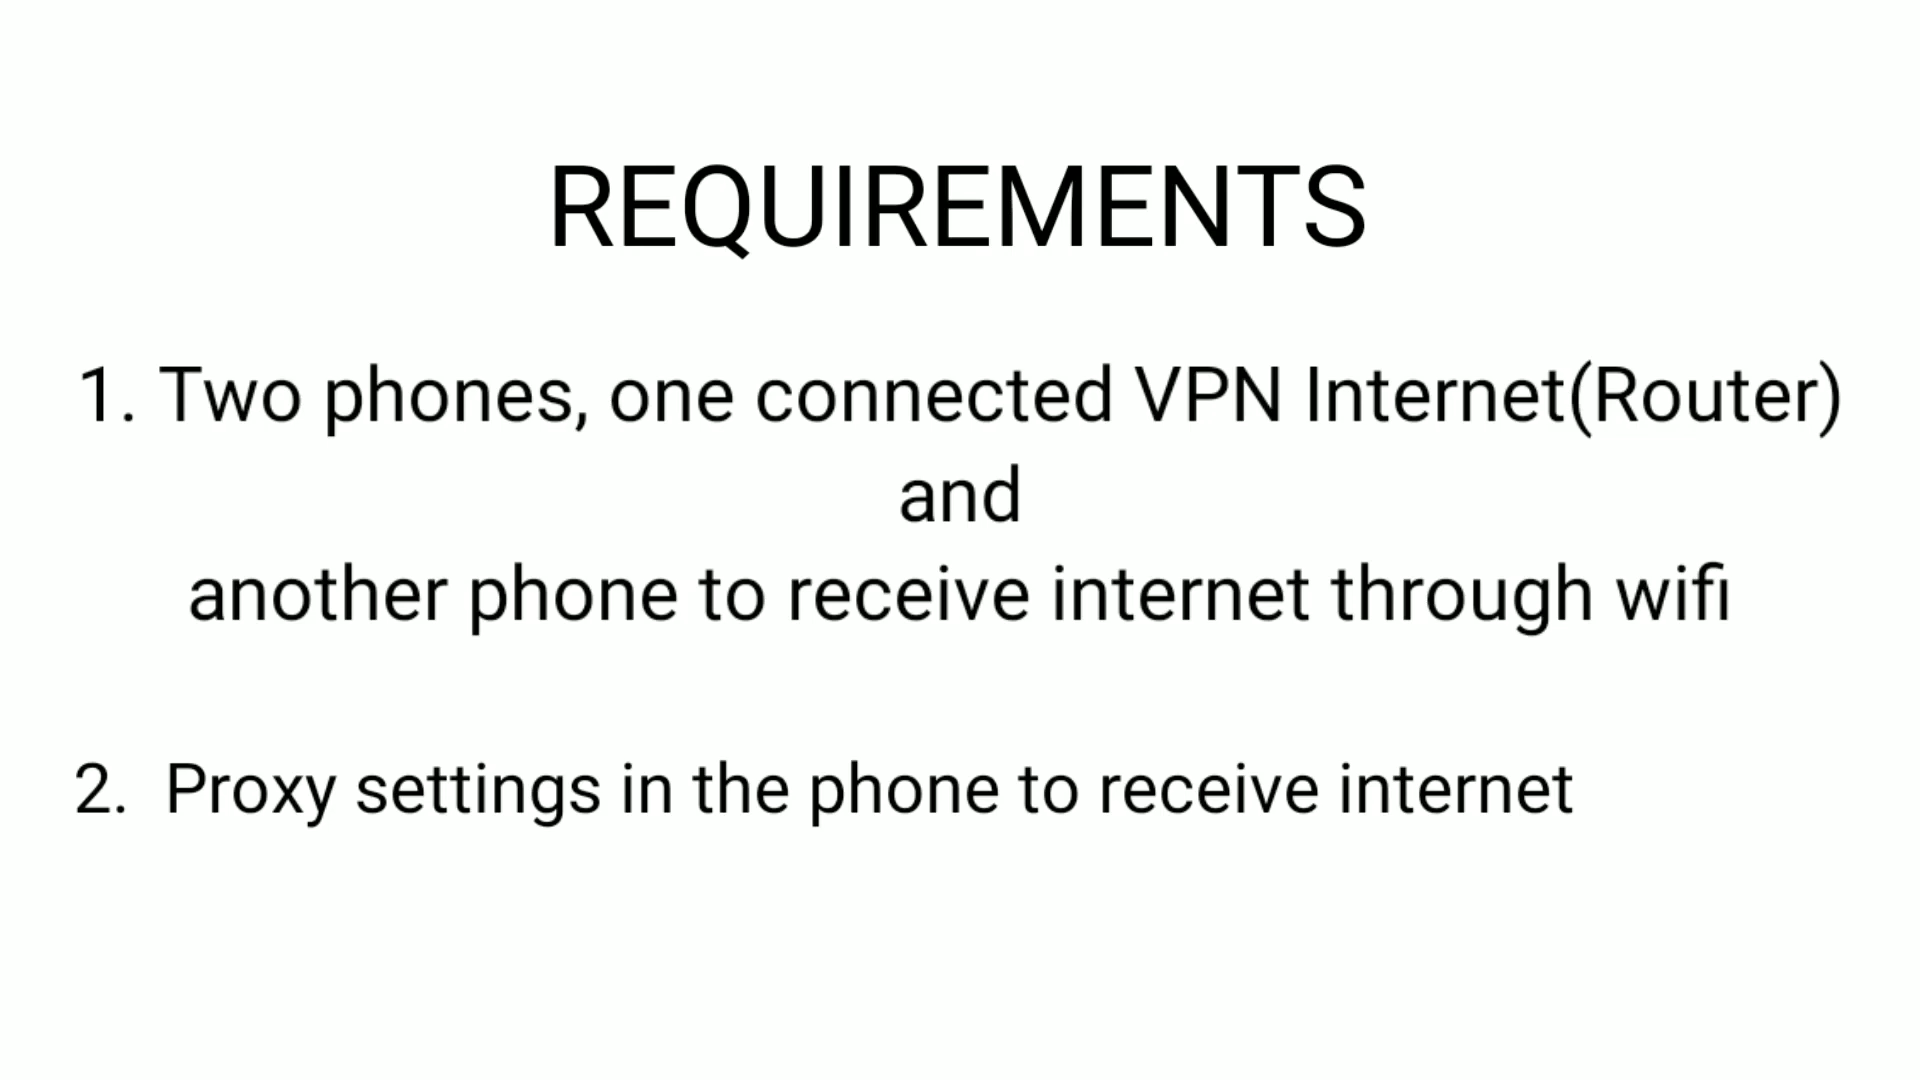 REQUIREMENTS
1. Two phones, one connected VPN Internet(Router)
and
another phone to receive internet through wifi
2. Proxy settings in the phone to receive internet